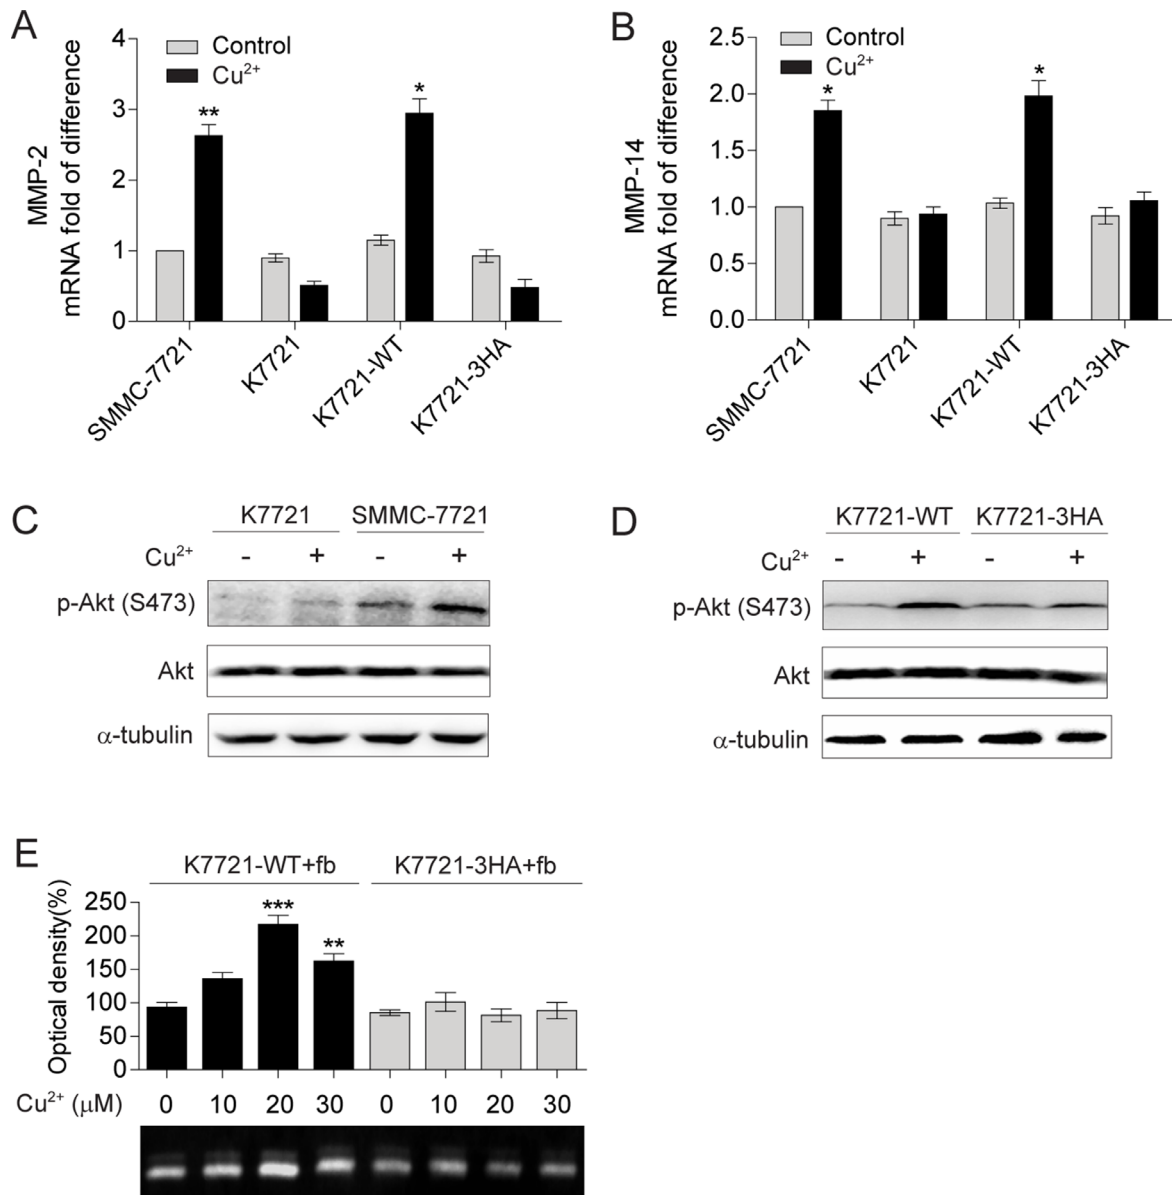 A
MMP-2
mRNA fold of difference
4
3
2
1
0
Control
Cu²⁺
**
*
SMMC-7721
K7721
K7721-WT
K7721-3HA
B
MMP-14
mRNA fold of difference
2.5
2.0
1.5
1.0
0.5
0.0
Control
Cu²⁺
*
*
SMMC-7721
K7721
K7721-WT
K7721-3HA
C
K7721 SMMC-7721
Cu²⁺ - + - +
p-Akt (S473)
Akt
α-tubulin
D
K7721-WT K7721-3HA
Cu²⁺ - + - +
p-Akt (S473)
Akt
α-tubulin
E
K7721-WT+fb K7721-3HA+fb
Optical density(%)
250
200
150
100
50
0
***
**
Cu²⁺ (μM) 0 10 20 30 0 10 20 30